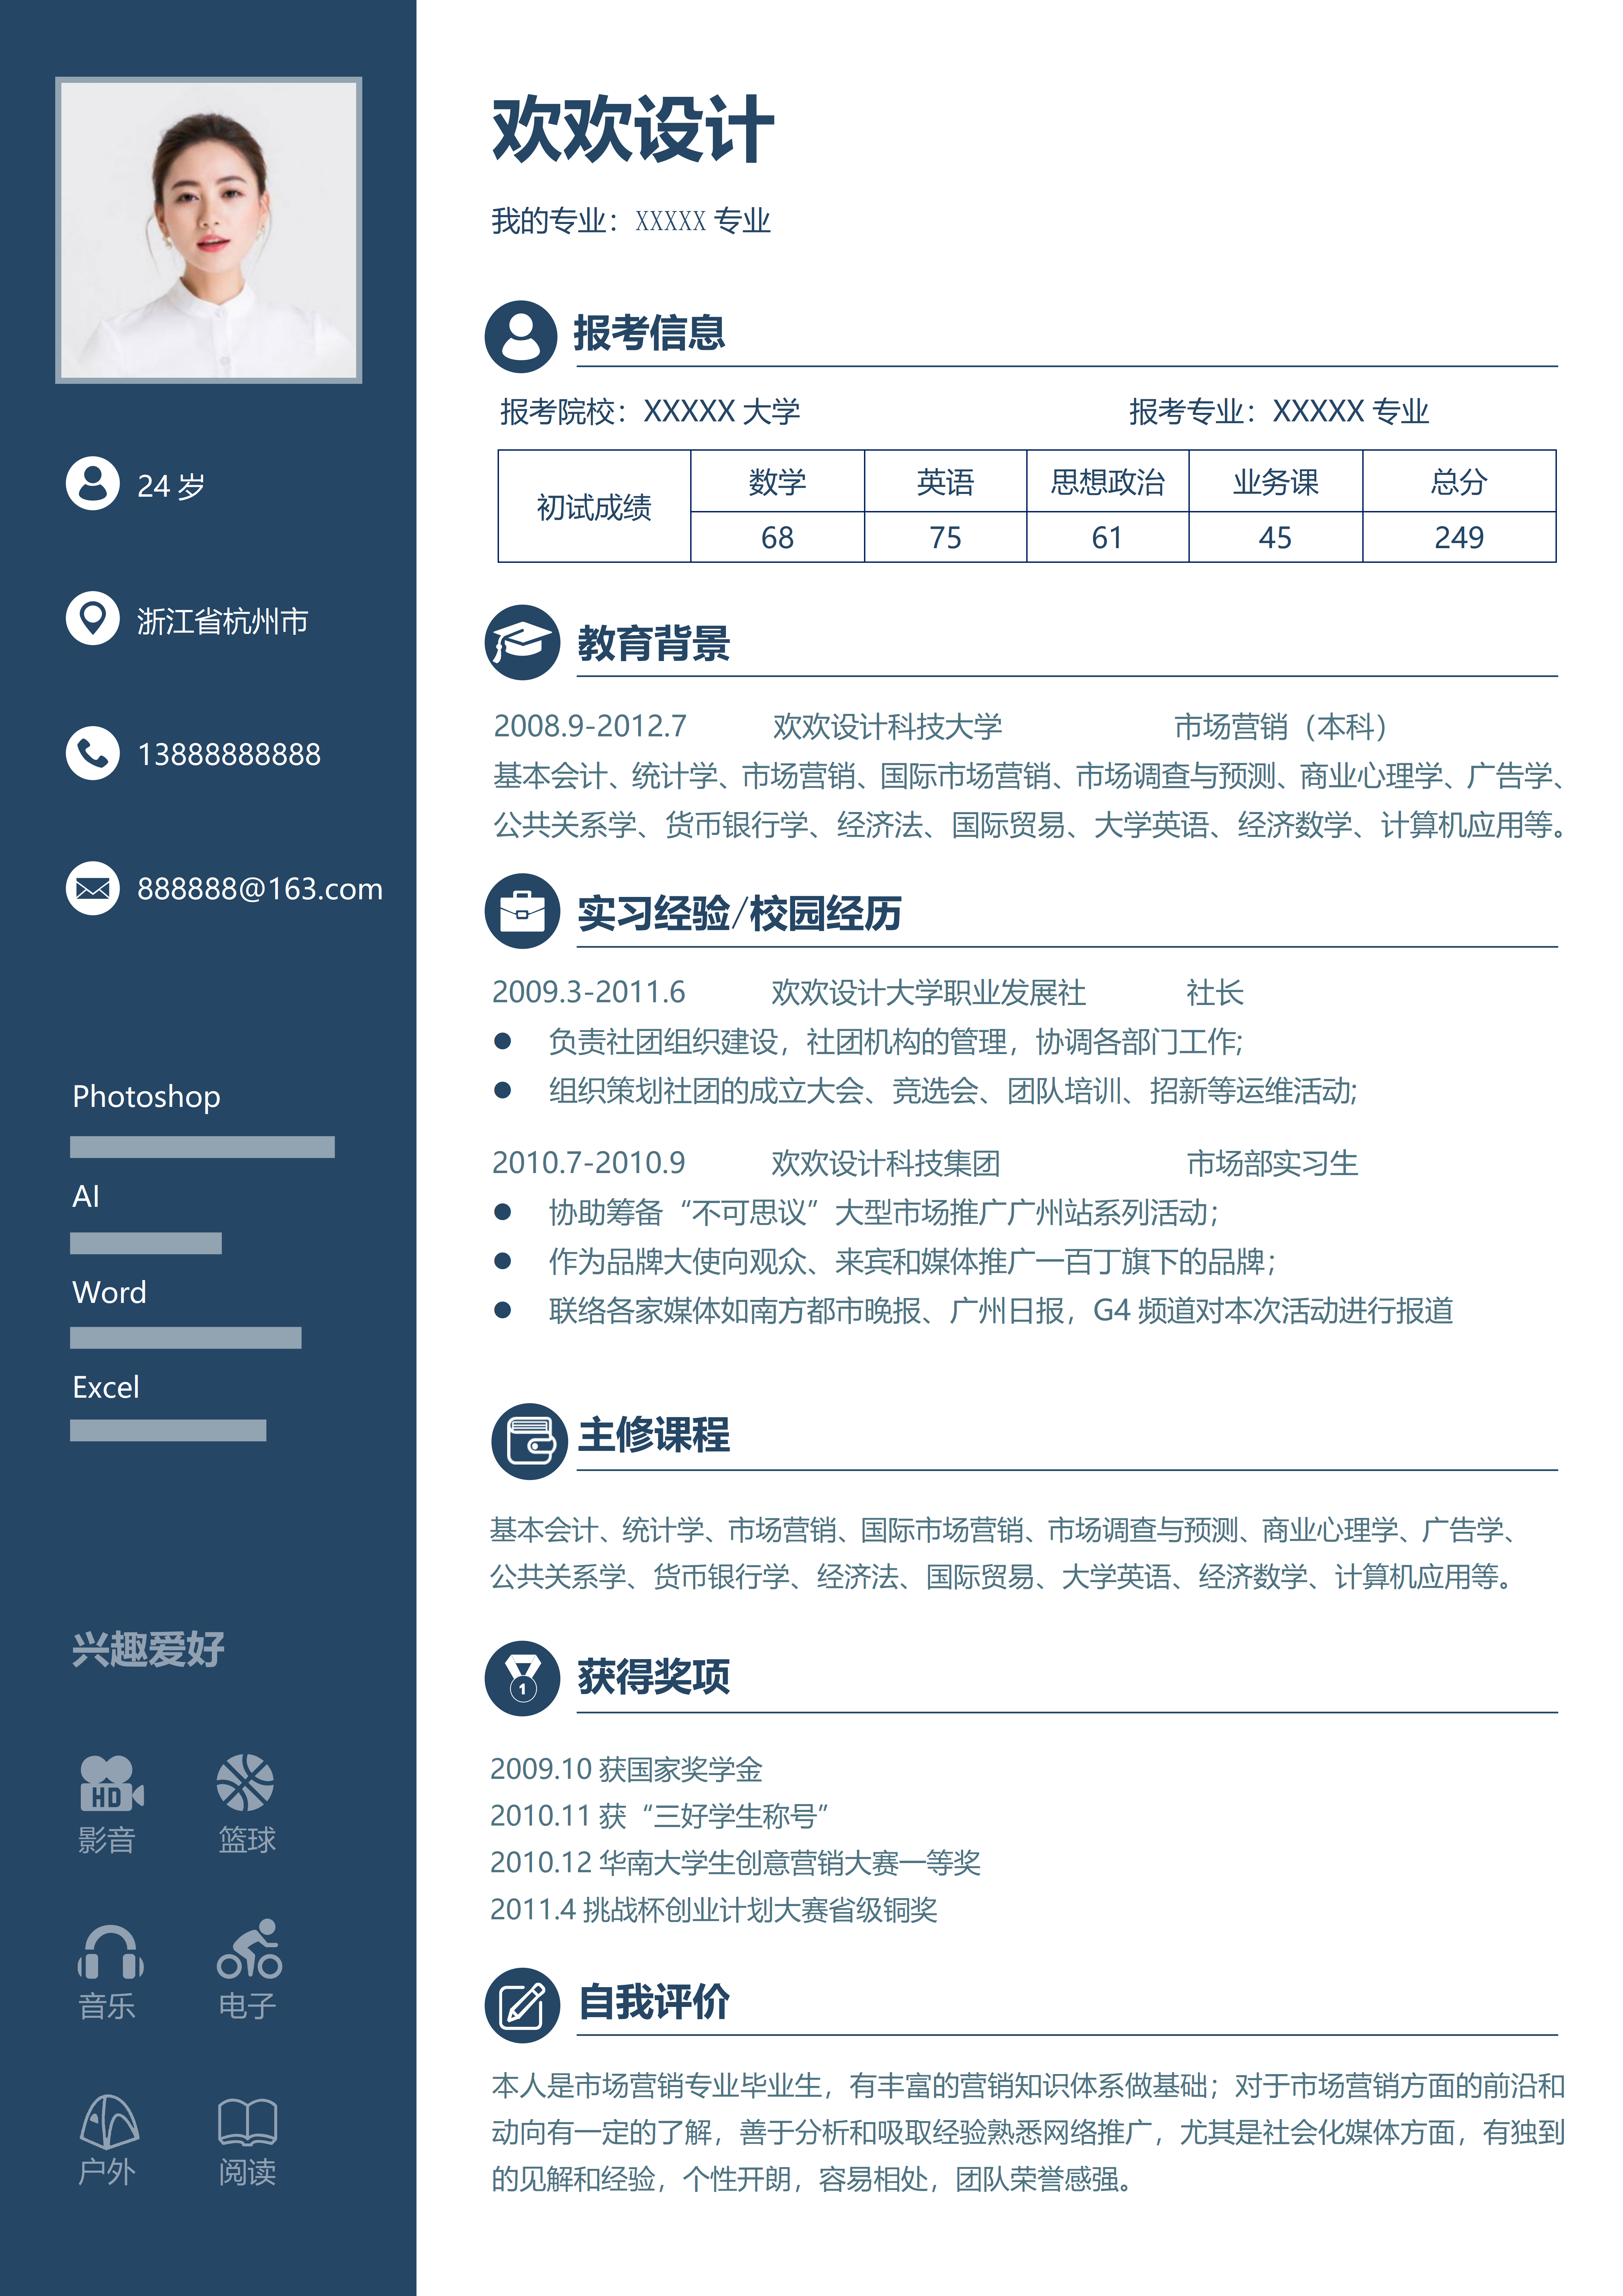 欢欢设计
我的专业：XXXXX 专业
24 岁
浙江省杭州市
13888888888
888888@163.com
Photoshop
AI
Word
Excel
兴趣爱好
HD
影音 篮球
音乐 电子
户外 阅读
报考信息
报考院校：XXXXX 大学 报考专业：XXXXX 专业
初试成绩 数学 英语 思想政治 业务课 总分
68 75 61 45 249
教育背景
2008.9-2012.7 欢欢设计科技大学 市场营销（本科）
基本会计、统计学、市场营销、国际市场营销、市场调查与预测、商业心理学、广告学、
公共关系学、货币银行学、经济法、国际贸易、大学英语、经济数学、计算机应用等。
实习经验/校园经历
2009.3-2011.6 欢欢设计大学职业发展社 社长
● 负责社团组织建设，社团机构的管理，协调各部门工作;
● 组织策划社团的成立大会、竞选会、团队培训、招新等运维活动;
2010.7-2010.9 欢欢设计科技集团 市场部实习生
● 协助筹备“不可思议”大型市场推广广州站系列活动；
● 作为品牌大使向观众、来宾和媒体推广一百丁旗下的品牌；
● 联络各家媒体如南方都市晚报、广州日报，G4 频道对本次活动进行报道
主修课程
基本会计、统计学、市场营销、国际市场营销、市场调查与预测、商业心理学、广告学、
公共关系学、货币银行学、经济法、国际贸易、大学英语、经济数学、计算机应用等。
1
获得奖项
2009.10 获国家奖学金
2010.11 获“三好学生称号”
2010.12 华南大学生创意营销大赛一等奖
2011.4 挑战杯创业计划大赛省级铜奖
自我评价
本人是市场营销专业毕业生，有丰富的营销知识体系做基础；对于市场营销方面的前沿和
动向有一定的了解，善于分析和吸取经验熟悉网络推广，尤其是社会化媒体方面，有独到
的见解和经验，个性开朗，容易相处，团队荣誉感强。